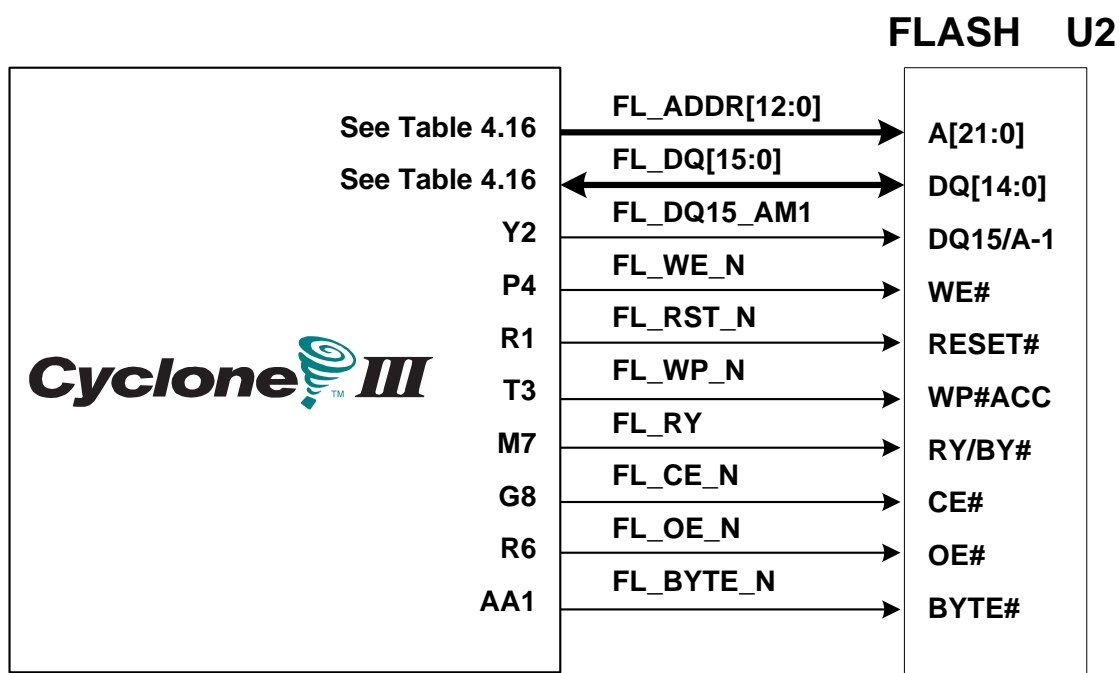 FLASH U2
See Table 4.16 FL_ADDR[12:0] A[21:0]
See Table 4.16 FL_DQ[15:0] DQ[14:0]
Y2 FL_DQ15_AM1 DQ15/A-1
P4 FL_WE_N WE#
R1 FL_RST_N RESET#
Cyclone III
TM
T3 FL_WP_N WP#ACC
M7 FL_RY RY/BY#
G8 FL_CE_N CE#
R6 FL_OE_N OE#
AA1 FL_BYTE_N BYTE#